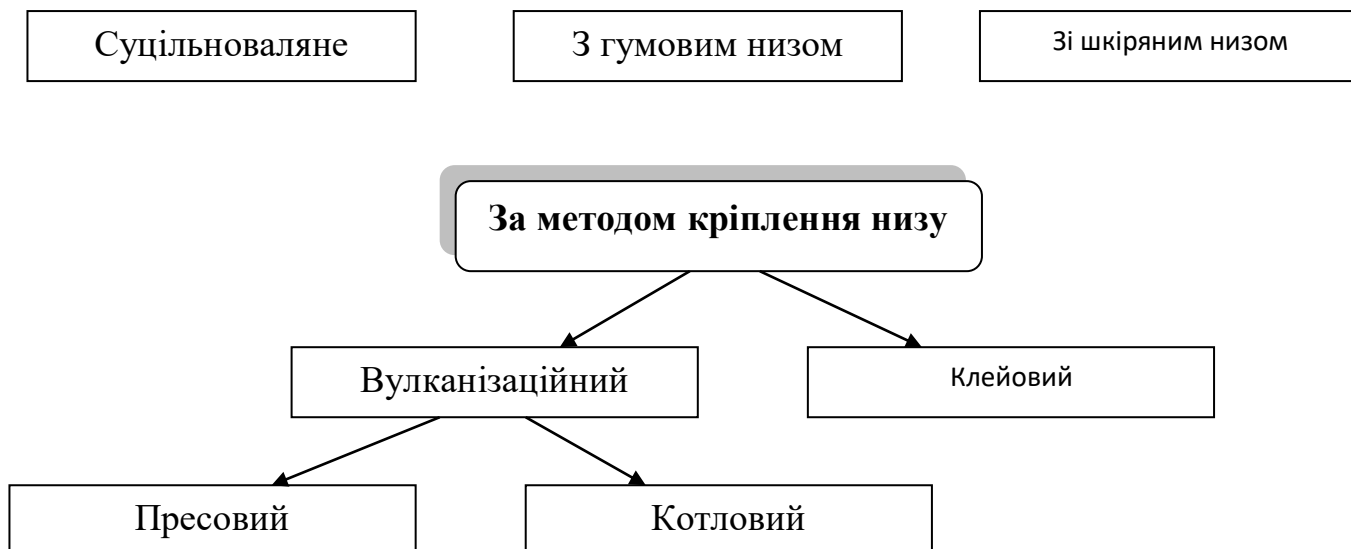 Суцільноваляне
З гумовим низом
Зі шкіряним низом
За методом кріплення низу
Вулканізаційний
Клейовий
Пресовий
Котловий